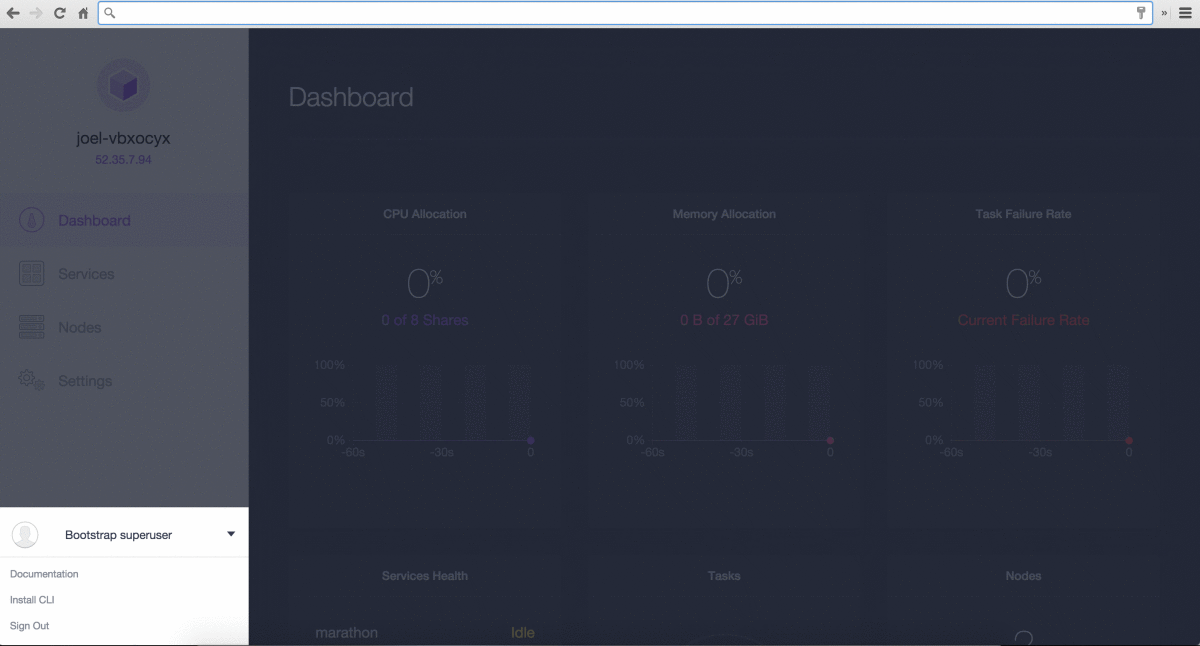 joel-vbxocyx
52.35.7.94
Dashboard
Services
Nodes
Settings
Bootstrap superuser
Documentation
Install CLI
Sign Out
Dashboard
CPU Allocation
0%
0 of 8 Shares
100%
50%
0%
-60s -30s 0
Memory Allocation
0%
0 B of 27 GiB
100%
50%
0%
-60s -30s 0
Task Failure Rate
0%
Current Failure Rate
100%
50%
0%
-60s -30s 0
Services Health
marathon Idle
Tasks
Nodes